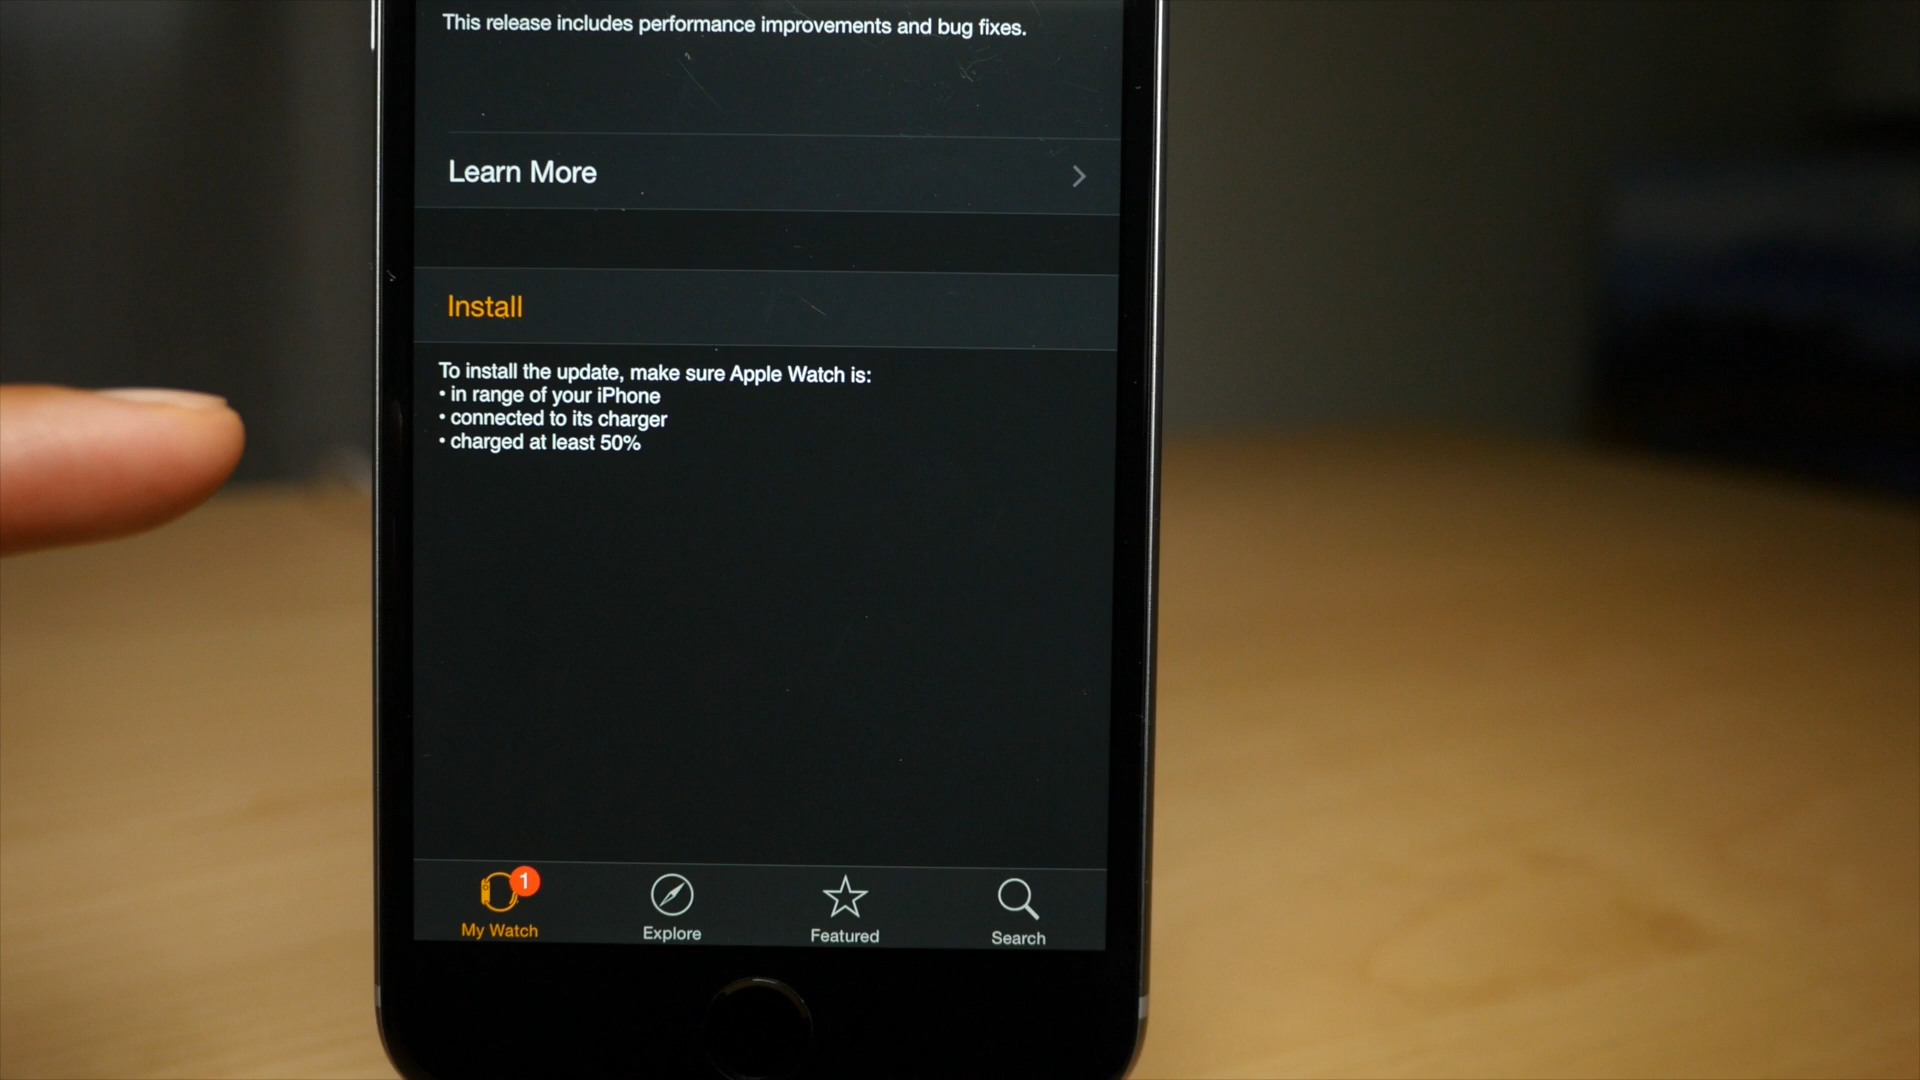 This release includes performance improvements and bug fixes.
Learn More
Install
To install the update, make sure Apple Watch is:
• in range of your iPhone
• connected to its charger
• charged at least 50%
1
My Watch
Explore
Featured
Search